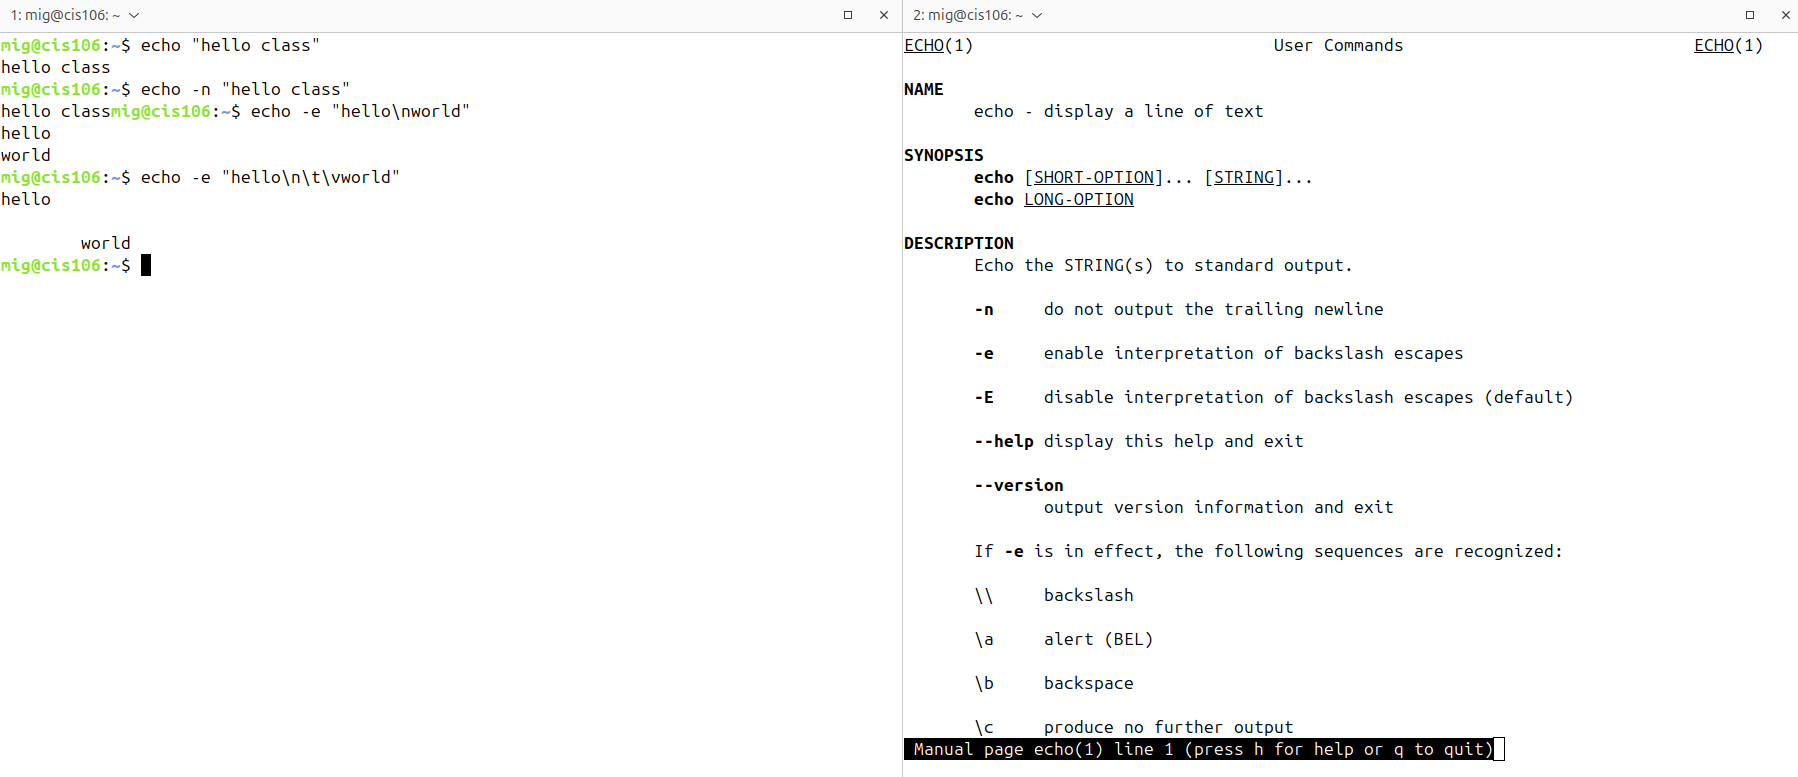 1: mig@cis106: ~
mig@cis106:~$ echo "hello class"
hello class
mig@cis106:~$ echo -n "hello class"
hello classmig@cis106:~$ echo -e "hello\nworld"
hello
world
mig@cis106:~$ echo -e "hello\n\t\vworld"
hello
world
mig@cis106:~$
2: mig@cis106: ~
ECHO(1) User Commands ECHO(1)
NAME
echo - display a line of text
SYNOPSIS
echo [SHORT-OPTION]... [STRING]...
echo LONG-OPTION
DESCRIPTION
Echo the STRING(s) to standard output.
-n do not output the trailing newline
-e enable interpretation of backslash escapes
-E disable interpretation of backslash escapes (default)
--help display this help and exit
--version
output version information and exit
If -e is in effect, the following sequences are recognized:
\\ backslash
\a alert (BEL)
\b backspace
\c produce no further output
Manual page echo(1) line 1 (press h for help or q to quit)